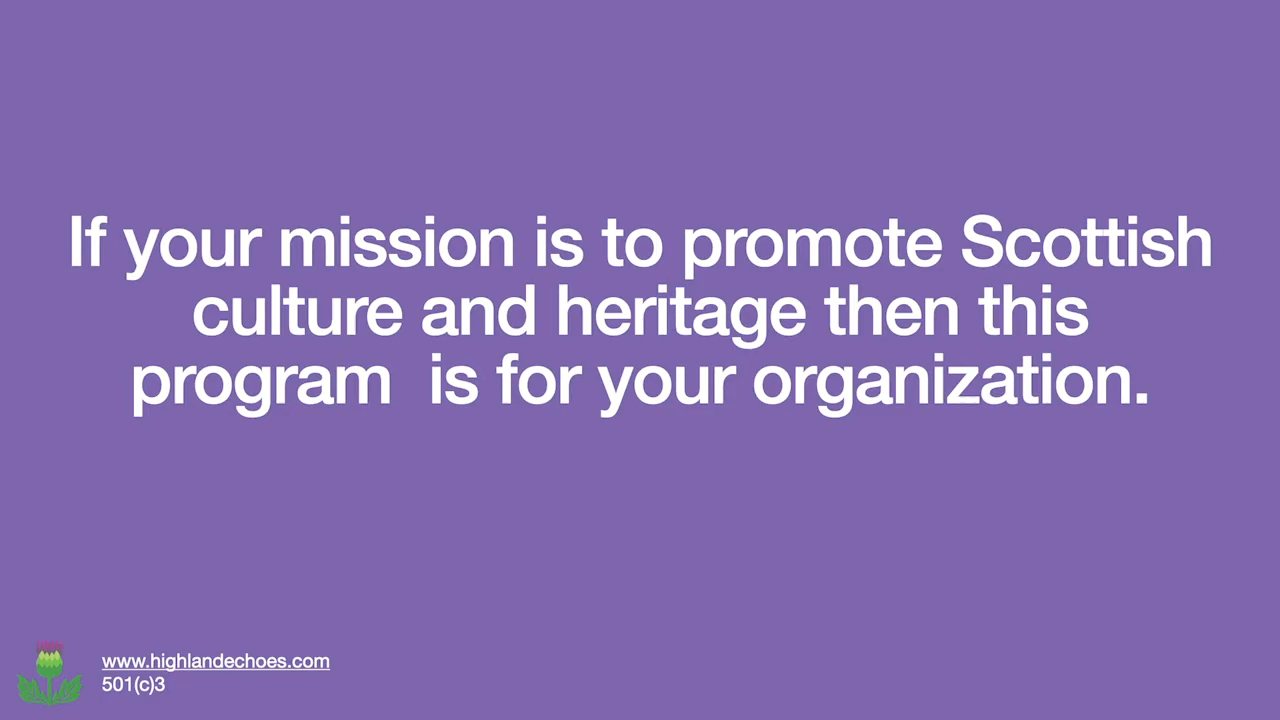 If your mission is to promote Scottish
culture and heritage then this
program  is for your organization.
www.highlandechoes.com
501(c)3